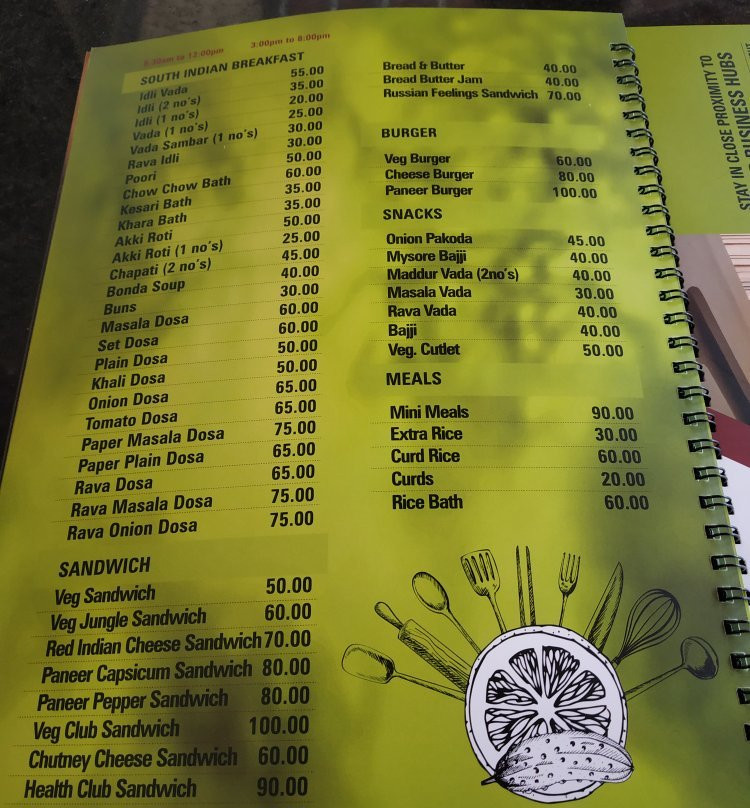 3:00pm to 8:00pm
SOUTH INDIAN BREAKFAST
Idli Vada 55.00
Idli (2 no's) 35.00
Idli (1 no's) 20.00
Vada (1 no's) 25.00
Vada Sambar (1 no's) 30.00
Rava Idli 30.00
Poori 50.00
Chow Chow Bath 60.00
Kesari Bath 35.00
Khara Bath 35.00
Akki Roti 50.00
Akki Roti (1 no's) 25.00
Chapati (2 no's) 45.00
Bonda Soup 40.00
Buns 30.00
Masala Dosa 60.00
Set Dosa 60.00
Plain Dosa 50.00
Khali Dosa 50.00
Onion Dosa 65.00
Tomato Dosa 65.00
Paper Masala Dosa 75.00
Paper Plain Dosa 65.00
Rava Dosa 65.00
Rava Masala Dosa 75.00
Rava Onion Dosa 75.00
SANDWICH
Veg Sandwich 50.00
Veg Jungle Sandwich 60.00
Red Indian Cheese Sandwich 70.00
Paneer Capsicum Sandwich 80.00
Paneer Pepper Sandwich 80.00
Veg Club Sandwich 100.00
Chutney Cheese Sandwich 60.00
Health Club Sandwich 90.00
Bread & Butter 40.00
Bread Butter Jam 40.00
Russian Feelings Sandwich 70.00
BURGER
Veg Burger 60.00
Cheese Burger 80.00
Paneer Burger 100.00
SNACKS
Onion Pakoda 45.00
Mysore Bajji 40.00
Maddur Vada (2no's) 40.00
Masala Vada 30.00
Rava Vada 40.00
Bajji 40.00
Veg. Cutlet 50.00
MEALS
Mini Meals 90.00
Extra Rice 30.00
Curd Rice 60.00
Curds 20.00
Rice Bath 60.00
STAY IN CLOSE PROXIMITY TO
BUSINESS HUBS